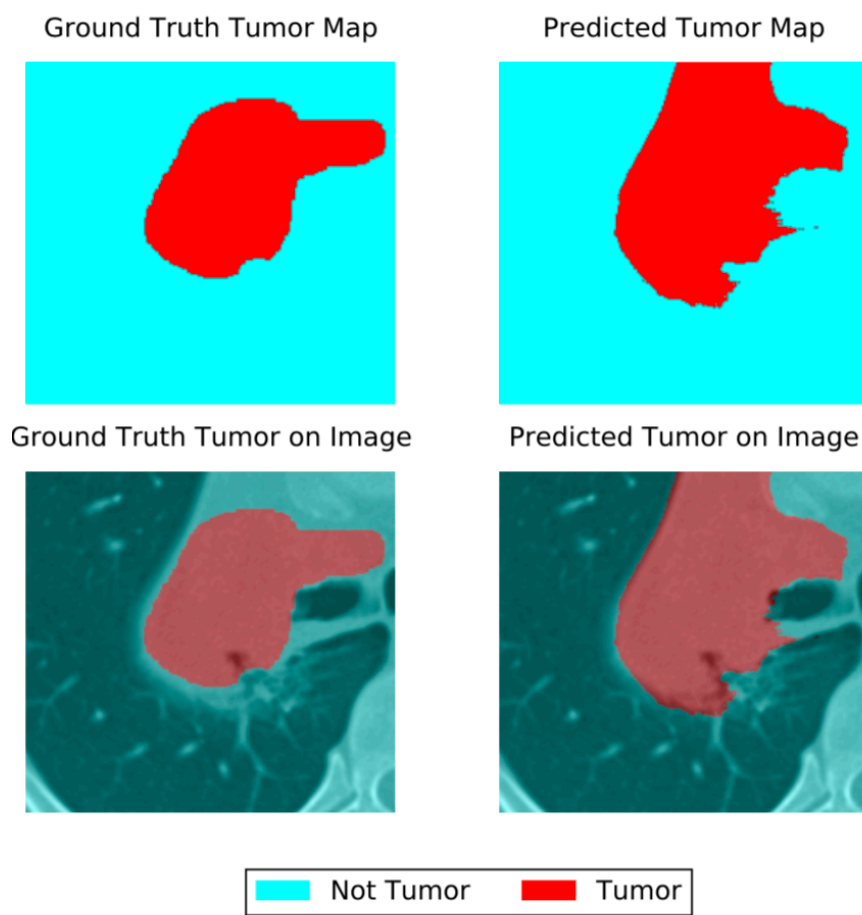 Ground Truth Tumor Map
Predicted Tumor Map
Ground Truth Tumor on Image
Predicted Tumor on Image
Not Tumor
Tumor